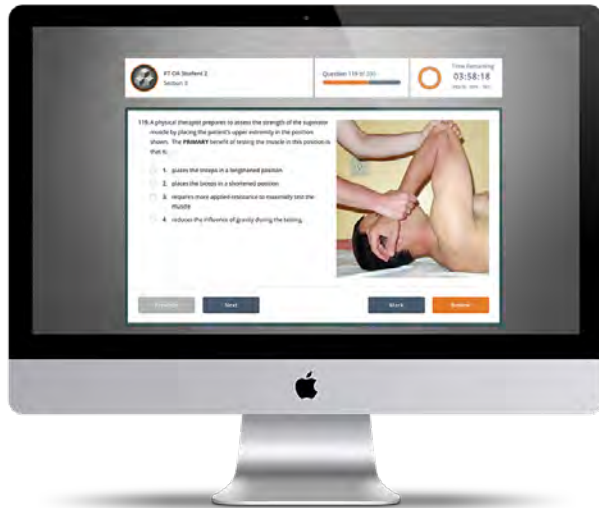 PT-OA Student 2
Section 3
Question 119 of 250
Time Remaining
03:58:18
119. A physical therapist prepares to assess the strength of the supinator
muscle by placing the patient's upper extremity in the position
shown. The PRIMARY benefit of testing the muscle in this position is
that it:
1. places the biceps in a lengthened position
2. places the biceps in a shortened position
3. requires more applied resistance to maximally test the
muscle
4. reduces the influence of gravity during the testing.
Previous
Next
Mark
Review